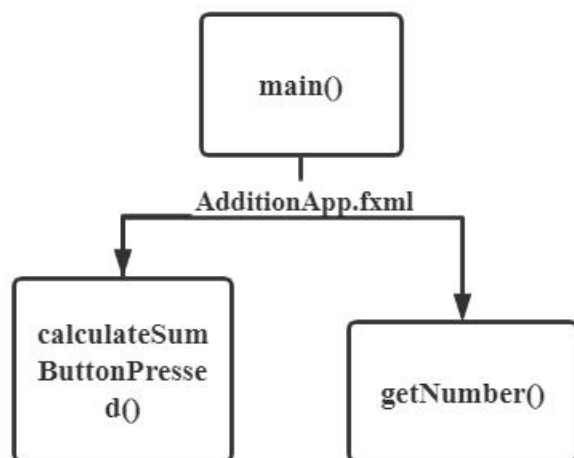 main()
AdditionApp.fxml
calculateSum
ButtonPresse
d()
getNumber()